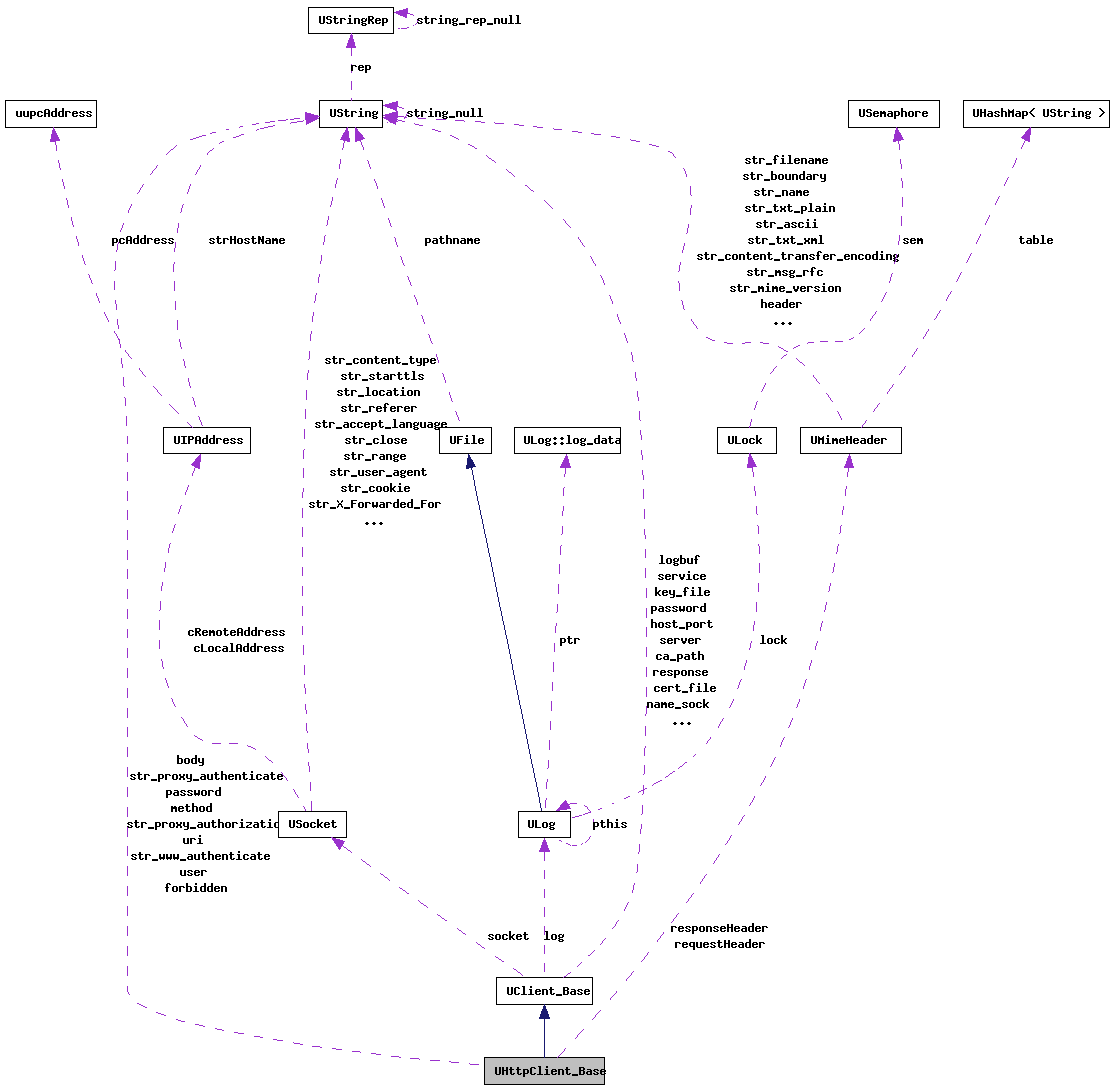 UStringRep
string_rep_null
rep
uupcAddress
UString
string_null
USemaphore
UHashMap< UString >
str_filename
str_boundary
str_name
str_txt_plain
str_ascii
str_txt_xml
str_content_transfer_encoding
str_msg_rfc
str_mime_version
header
...
pcAddress
strHostName
pathname
sem
table
str_content_type
str_starttls
str_location
str_referer
str_accept_language
str_close
str_range
str_user_agent
str_cookie
str_X_Forwarded_For
...
UIPAddress
UFile
ULog::log_data
ULock
UMimeHeader
logbuf
service
key_file
password
host_port
server
ca_path
response
cert_file
name_sock
...
cRemoteAddress
cLocalAddress
ptr
lock
body
str_proxy_authenticate
password
method
str_proxy_authorizatio
uri
str_www_authenticate
user
forbidden
USocket
ULog
pthis
socket
log
responseHeader
requestHeader
UClient_Base
UHttpClient_Base